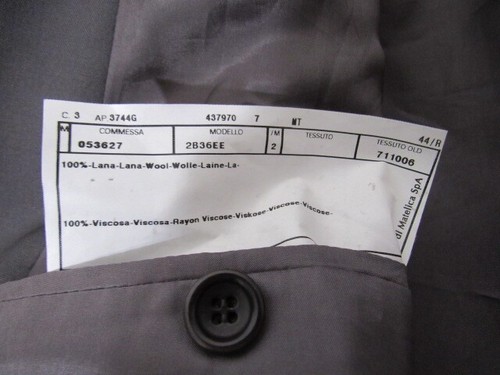 C. 3 AP.3744G 437970 7 MT
44/R
M COMMESSA MODELLO /M TESSUTO TESSUTO OLD
053627 2B36EE 2 711006
100%-Lana-Lana-Wool-Wolle-Laine-La-
100%-Viscosa-Viscosa-Rayon Viscose-Viskose-Viscose-Viscose-
di Matelica SpA